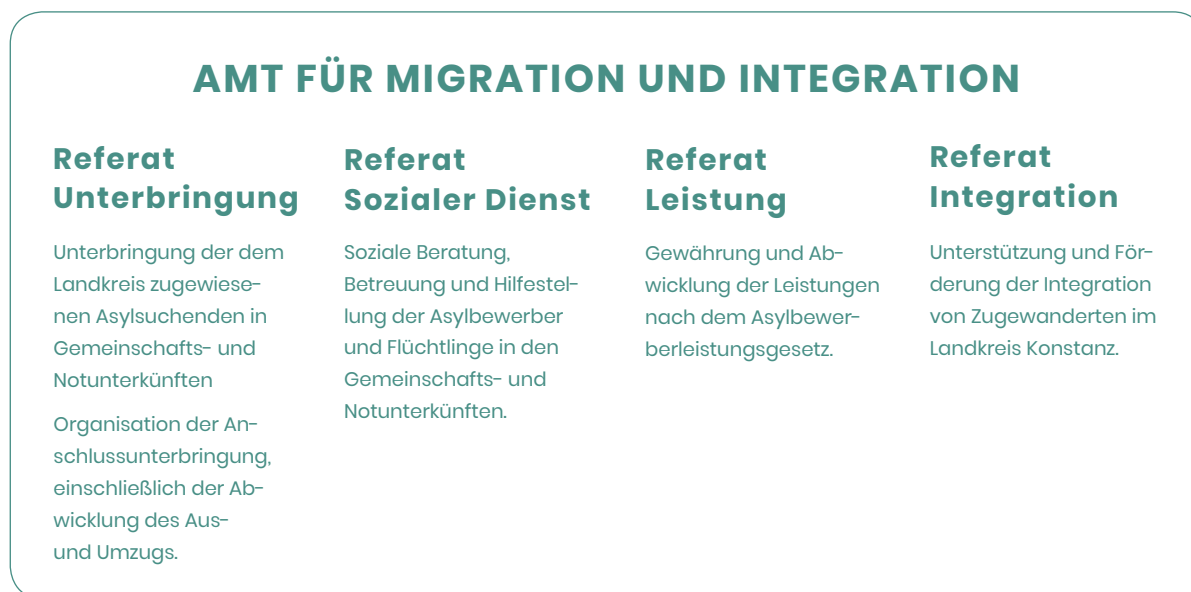 AMT FÜR MIGRATION UND INTEGRATION
Referat
Unterbringung
Unterbringung der dem
Landkreis zugewiese-
nen Asylsuchenden in
Gemeinschafts- und
Notunterkünften
Organisation der An-
schlussunterbringung,
einschließlich der Ab-
wicklung des Aus-
und Umzugs.
Referat
Sozialer Dienst
Soziale Beratung,
Betreuung und Hilfestel-
lung der Asylbewerber
und Flüchtlinge in den
Gemeinschafts- und
Notunterkünften.
Referat
Leistung
Gewährung und Ab-
wicklung der Leistungen
nach dem Asylbewer-
berleistungsgesetz.
Referat
Integration
Unterstützung und För-
derung der Integration
von Zugewanderten im
Landkreis Konstanz.